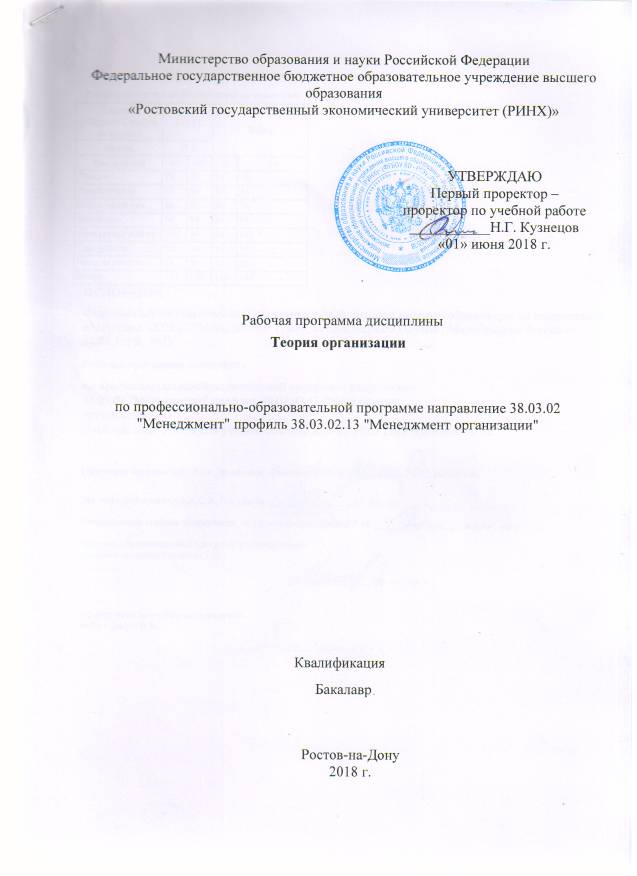 Министерство образования и науки Российской Федерации
Федеральное государственное бюджетное образовательное учреждение высшего
образования
«Ростовский государственный экономический университет (РИНХ)»
УТВЕРЖДАЮ
Первый проректор –
проректор по учебной работе
Н.Г. Кузнецов
«01» июня 2018 г.
Рабочая программа дисциплины
Теория организации
по профессионально-образовательной программе направление 38.03.02
"Менеджмент" профиль 38.03.02.13 "Менеджмент организации"
Квалификация
Бакалавр
Ростов-на-Дону
2018 г.